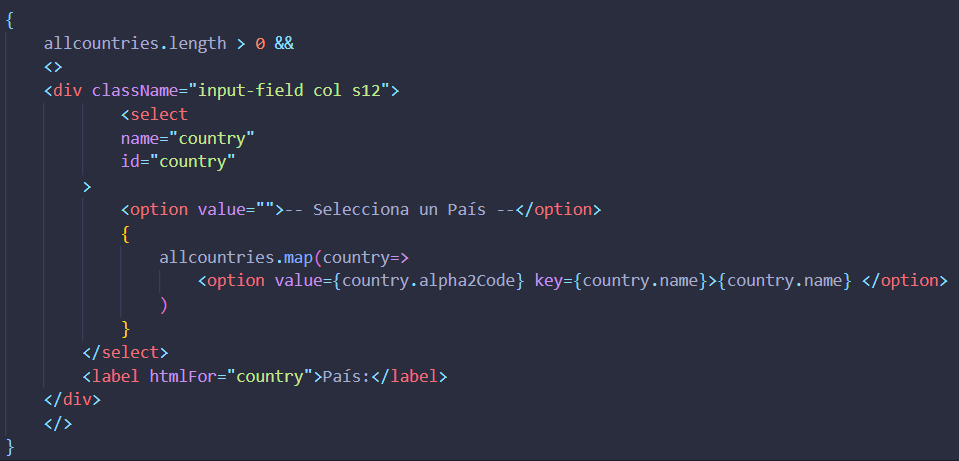 {
allcountries.length > 0 &&
<>
<div className="input-field col s12">
<select
name="country"
id="country"
>
<option value="">-- Selecciona un País --</option>
{
allcountries.map(country=>
<option value={country.alpha2Code} key={country.name}>{country.name} </option>
)
}
</select>
<label htmlFor="country">País:</label>
</div>
</>
}